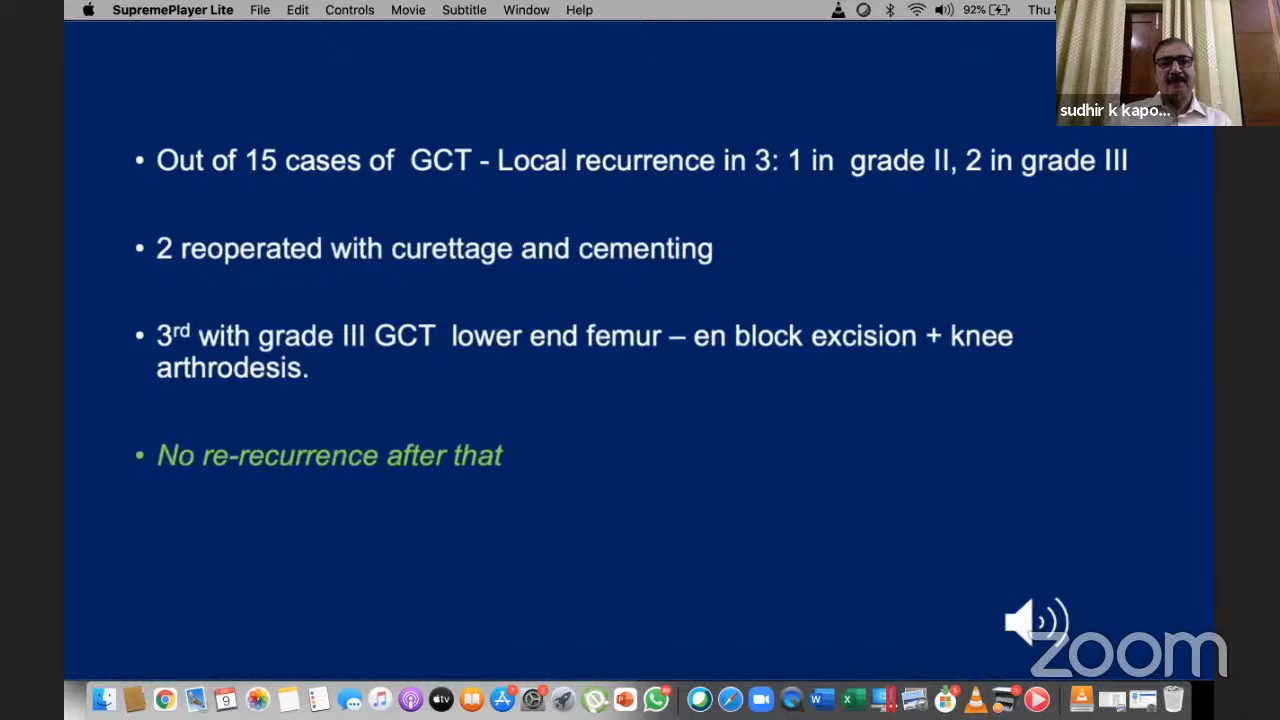 SupremePlayer Lite File Edit Controls Movie Subtitle Window Help 92% Thu
sudhir k kapo...
• Out of 15 cases of GCT - Local recurrence in 3: 1 in grade II, 2 in grade III
• 2 reoperated with curettage and cementing
• 3rd with grade III GCT lower end femur – en block excision + knee
arthrodesis.
• No re-recurrence after that
zoom